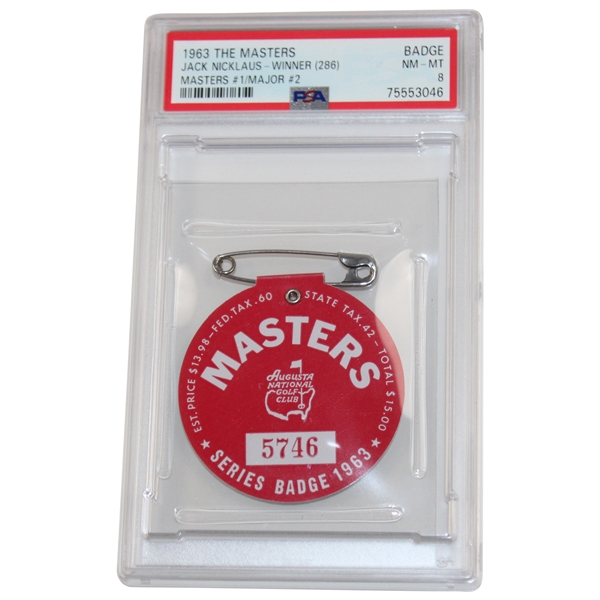 1963 THE MASTERS
BADGE
JACK NICKLAUS - WINNER (286)
NM - MT
MASTERS #1/MAJOR #2
8
PSA
75553046
EST. PRICE $13.98-FED. TAX .60 STATE TAX .42 - TOTAL $15.00
MASTERS
AUGUSTA
NATIONAL
GOLF
CLUB
5746
★ SERIES BADGE 1963 ★